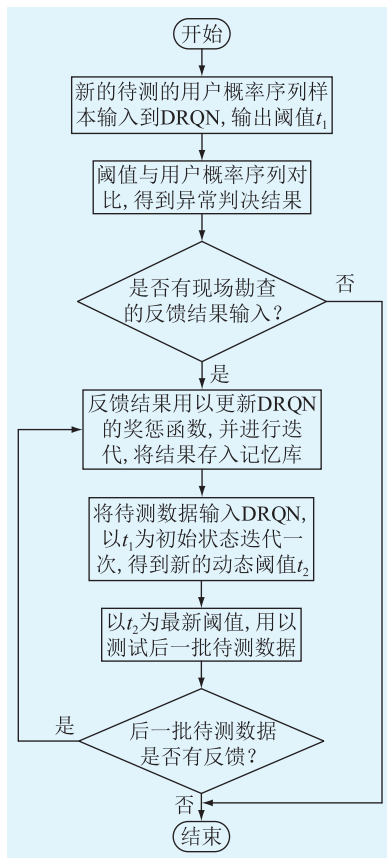 开始
新的待测的用户概率序列样
本输入到DRQN,输出阈值t₁
阈值与用户概率序列对
比,得到异常判决结果
是否有现场勘查
的反馈结果输入?
否
是
反馈结果用以更新DRQN
的奖惩函数,并进行迭
代,将结果存入记忆库
将待测数据输入DRQN,
以t₁为初始状态迭代一
次,得到新的动态阈值t₂
以t₂为最新阈值,用以
测试后一批待测数据
是
后一批待测数据
是否有反馈?
否
结束